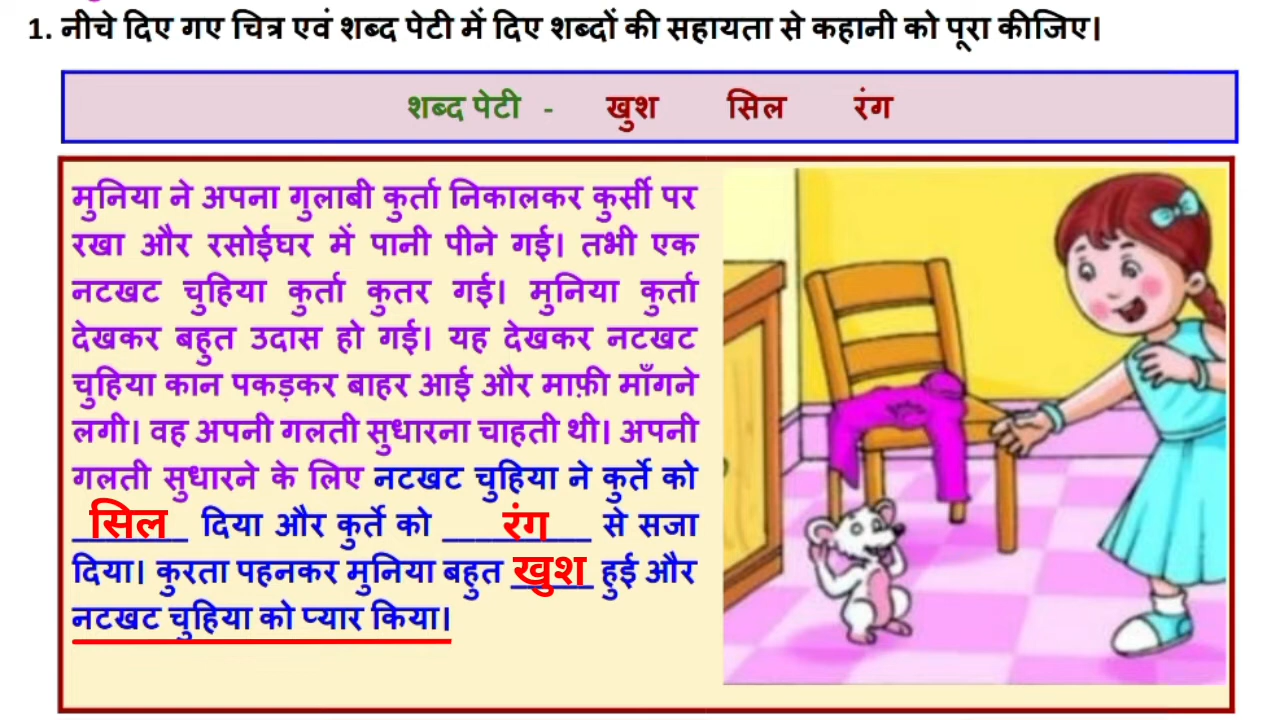 1. नीचे दिए गए चित्र एवं शब्द पेटी में दिए शब्दों की सहायता से कहानी को पूरा कीजिए।
शब्द पेटी - खुश सिल रंग
मुनिया ने अपना गुलाबी कुर्ता निकालकर कुर्सी पर
रखा और रसोईघर में पानी पीने गई। तभी एक
नटखट चुहिया कुर्ता कुतर गई। मुनिया कुर्ता
देखकर बहुत उदास हो गई। यह देखकर नटखट
चुहिया कान पकड़कर बाहर आई और माफ़ी माँगने
लगी। वह अपनी गलती सुधारना चाहती थी। अपनी
गलती सुधारने के लिए नटखट चुहिया ने कुर्ते को
सिल दिया और कुर्ते को रंग से सजा
दिया। कुरता पहनकर मुनिया बहुत खुश हुई और
नटखट चुहिया को प्यार किया।